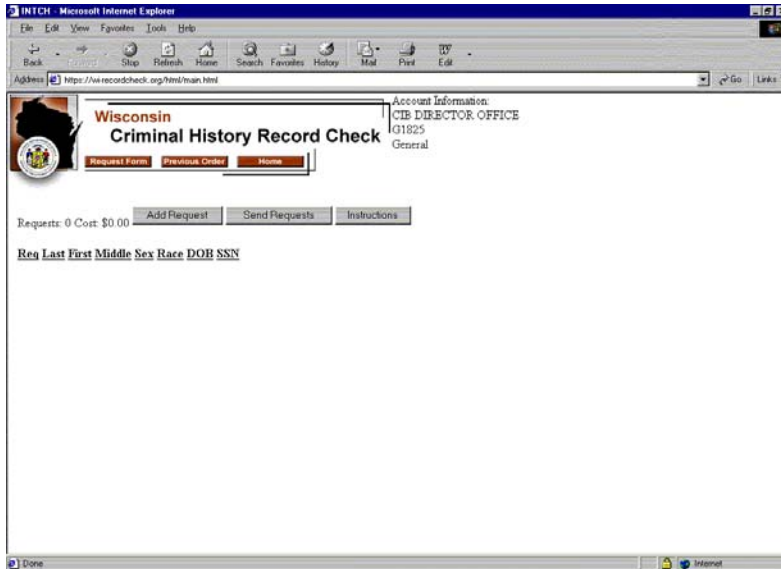 INTCH - Microsoft Internet Explorer
File Edit View Favorites Tools Help
Back Forward Stop Refresh Home Search Favorites History Mail Print Edit
Address https://wi-recordcheck.org/html/main.html Go Links
Wisconsin
Criminal History Record Check
Request Form Previous Order Home
Account Information:
CIB DIRECTOR OFFICE
G1825
General
Requests: 0 Cost: $0.00 Add Request Send Requests Instructions
Req Last First Middle Sex Race DOB SSN
Done Internet